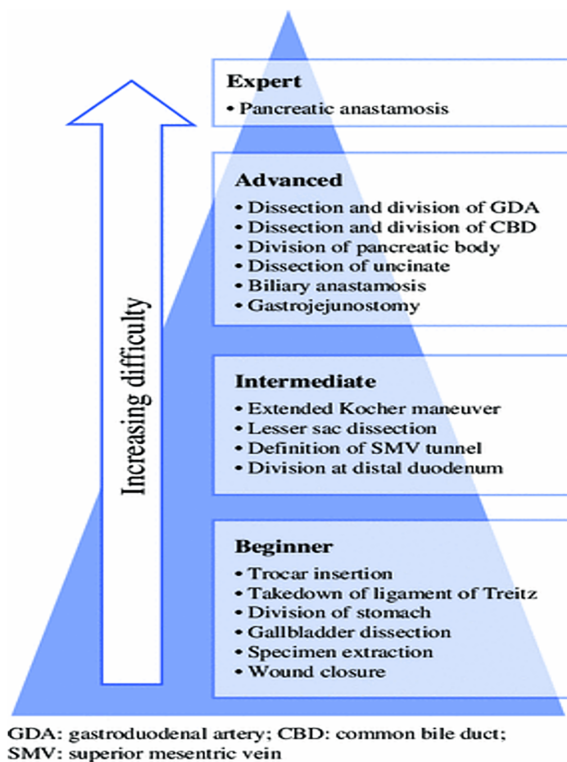 Expert
• Pancreatic anastamosis
Advanced
• Dissection and division of GDA
• Dissection and division of CBD
• Division of pancreatic body
• Dissection of uncinate
• Biliary anastamosis
• Gastrojejunostomy
Increasing difficulty
Intermediate
• Extended Kocher maneuver
• Lesser sac dissection
• Definition of SMV tunnel
• Division at distal duodenum
Beginner
• Trocar insertion
• Takedown of ligament of Treitz
• Division of stomach
• Gallbladder dissection
• Specimen extraction
• Wound closure
GDA: gastroduodenal artery; CBD: common bile duct;
SMV: superior mesentric vein